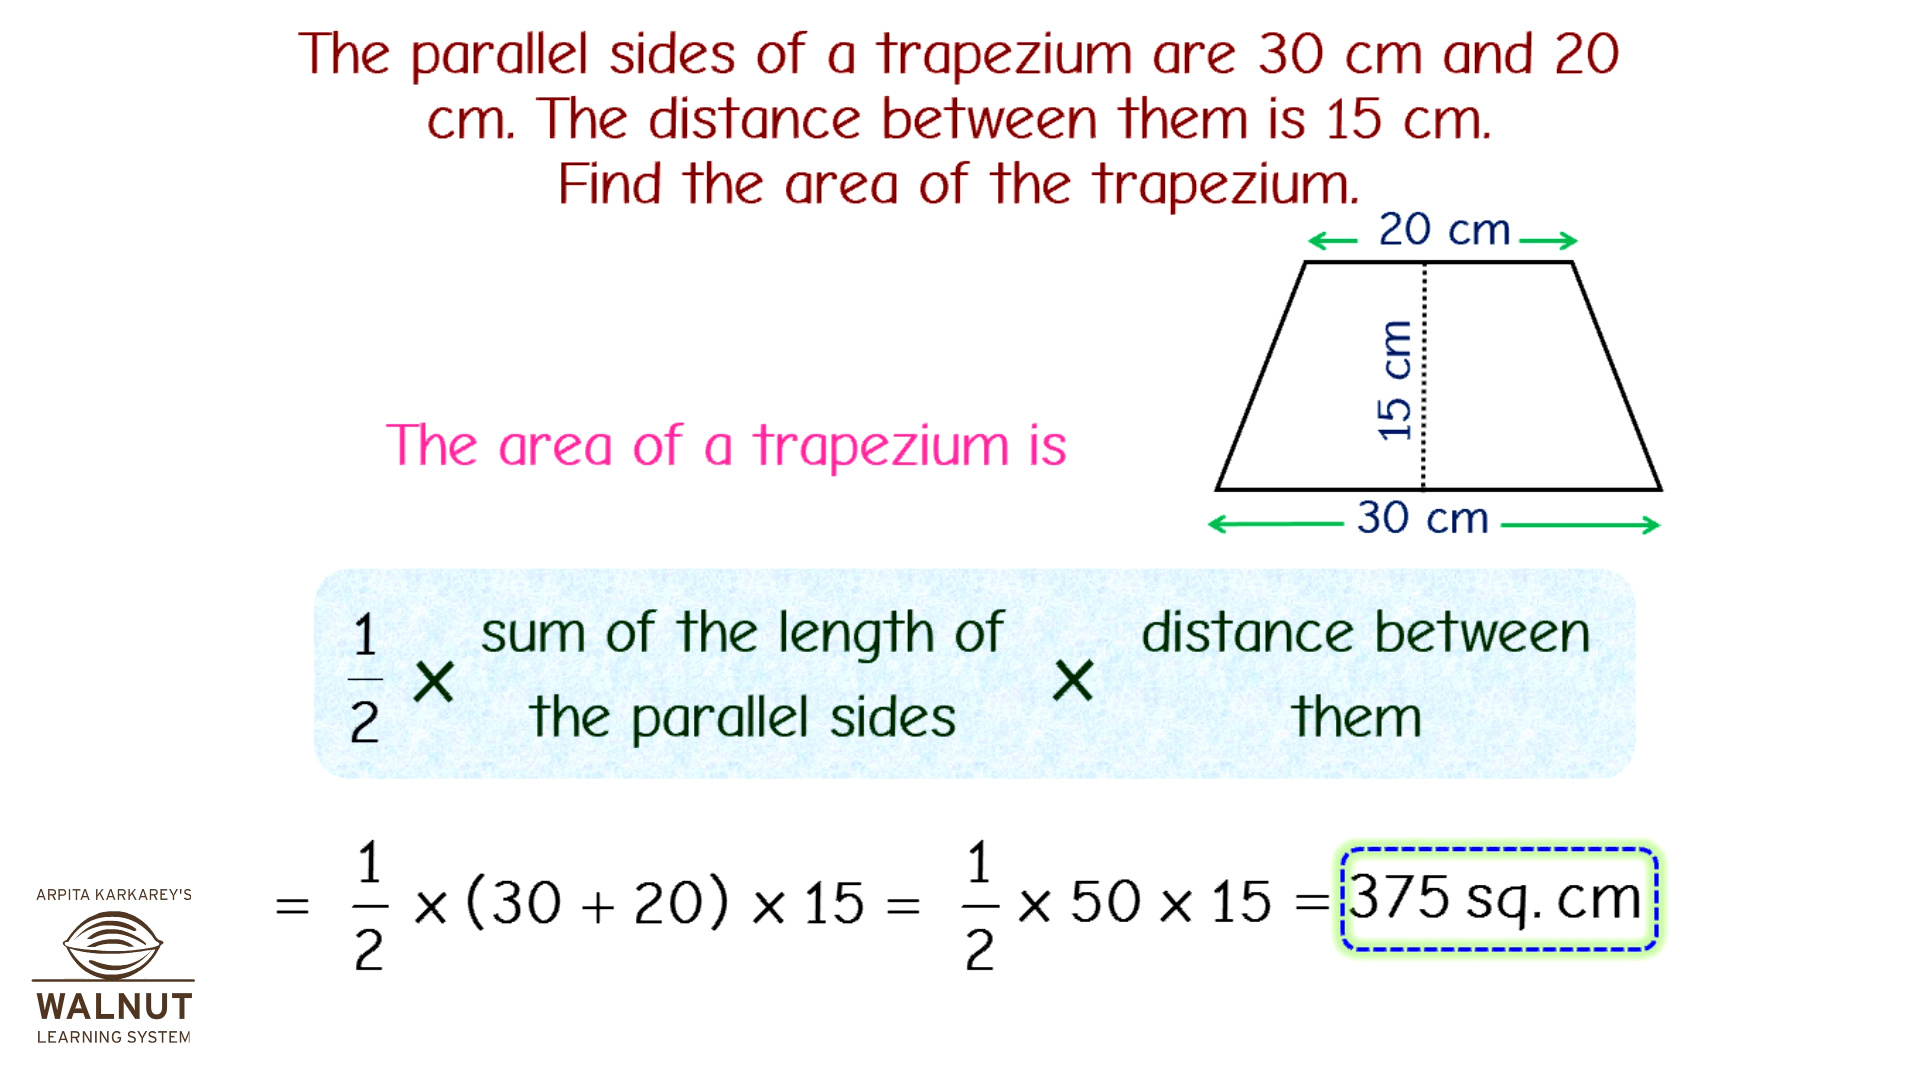 The parallel sides of a trapezium are 30 cm and 20
cm. The distance between them is 15 cm.
Find the area of the trapezium.
20 cm
15 cm
30 cm
The area of a trapezium is
1/2 × sum of the length of the parallel sides × distance between them
= 1/2 × (30 + 20) × 15 = 1/2 × 50 × 15 = 375 sq. cm
ARPITA KARKAREY'S
WALNUT
LEARNING SYSTEM